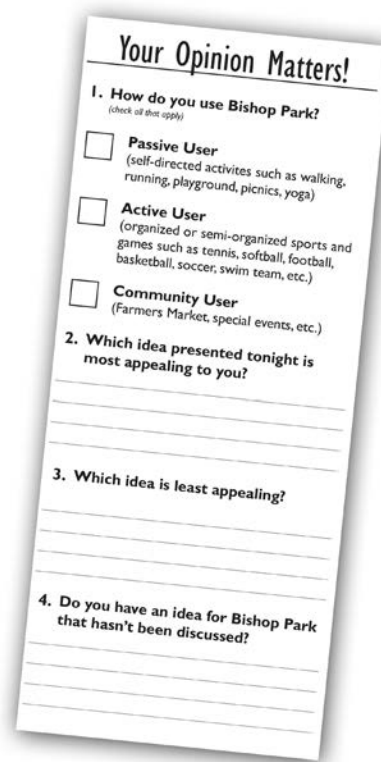 Your Opinion Matters!
1. How do you use Bishop Park?
(check all that apply)
Passive User
(self-directed activites such as walking,
running, playground, picnics, yoga)
Active User
(organized or semi-organized sports and
games such as tennis, softball, football,
basketball, soccer, swim team, etc.)
Community User
(Farmers Market, special events, etc.)
2. Which idea presented tonight is
most appealing to you?
3. Which idea is least appealing?
4. Do you have an idea for Bishop Park
that hasn't been discussed?